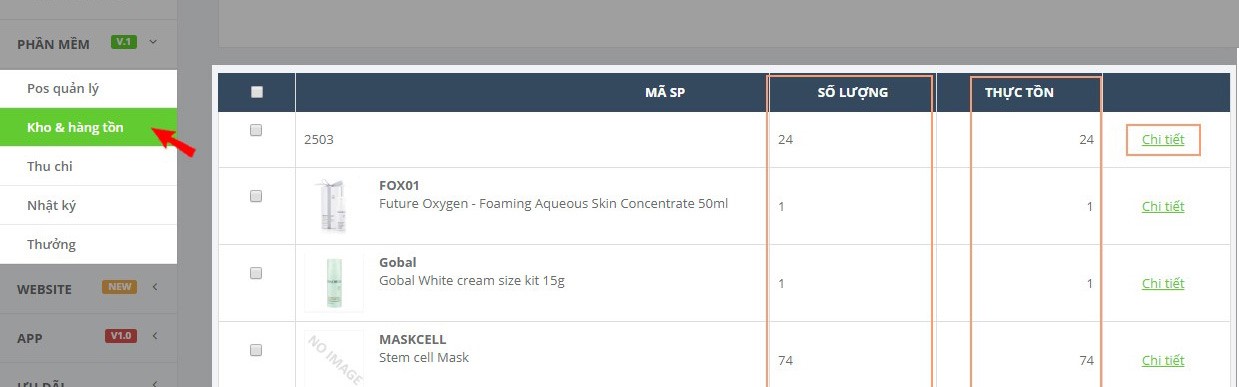 PHẦN MỀM V.1
Pos quản lý
Kho & hàng tồn
Thu chi
Nhật ký
Thưởng
WEBSITE NEW
APP V1.0
ƯU ĐÃI
MÃ SP SỐ LƯỢNG THỰC TỒN
2503 24 24 Chi tiết
FOX01
Future Oxygen - Foaming Aqueous Skin Concentrate 50ml 1 1 Chi tiết
Gobal
Gobal White cream size kit 15g 1 1 Chi tiết
NO IMAGE
MASKCELL
Stem cell Mask 74 74 Chi tiết